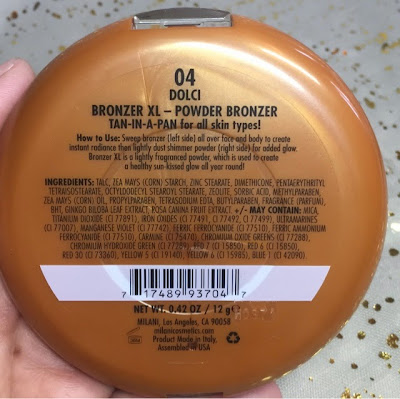 04
DOLCI
BRONZER XL – POWDER BRONZER
TAN-IN-A-PAN for all skin types!
How to Use: Sweep bronzer (left side) all over face and body to create
instant radiance then lightly dust shimmer powder (right side) for added glow.
Bronzer XL is a lightly fragranced powder, which is used to create
a healthy sun-kissed glow all year round!
INGREDIENTS: TALC, ZEA MAYS (CORN) STARCH, ZINC STEARATE, DIMETHICONE, PENTAERYTHRITYL
TETRAISOSTEARATE, OCTYLDODECYL STEAROYL STEARATE, ZEOLITE, SORBIC ACID, METHYLPARABEN,
ZEA MAYS (CORN) OIL, PROPYLPARABEN, TETRASODIUM EDTA, BUTYLPARABEN, FRAGRANCE (PARFUM),
BHT, GINKGO BILOBA LEAF EXTRACT, ROSA CANINA FRUIT EXTRACT. +/- MAY CONTAIN: MICA,
TITANIUM DIOXIDE (CI 77891), IRON OXIDES (CI 77491, CI 77492, CI 77499), ULTRAMARINES
(CI 77007), MANGANESE VIOLET (CI 77742), FERRIC FERROCYANIDE (CI 77510), FERRIC AMMONIUM
FERROCYANIDE (CI 77510), CARMINE (CI 75470), CHROMIUM OXIDE GREENS (CI 77288),
CHROMIUM HYDROXIDE GREEN (CI 77289), RED 7 (CI 15850), RED 6 (CI 15850),
RED 30 (CI 73360), YELLOW 5 (CI 19140), YELLOW 6 (CI 15985), BLUE 1 (CI 42090).
7 17489 93704 7
NET WT. 0.42 OZ / 12 g e
MILANI, Los Angeles, CA 90058
milanicosmetics.com
Product Made in Italy.
Assembled in USA